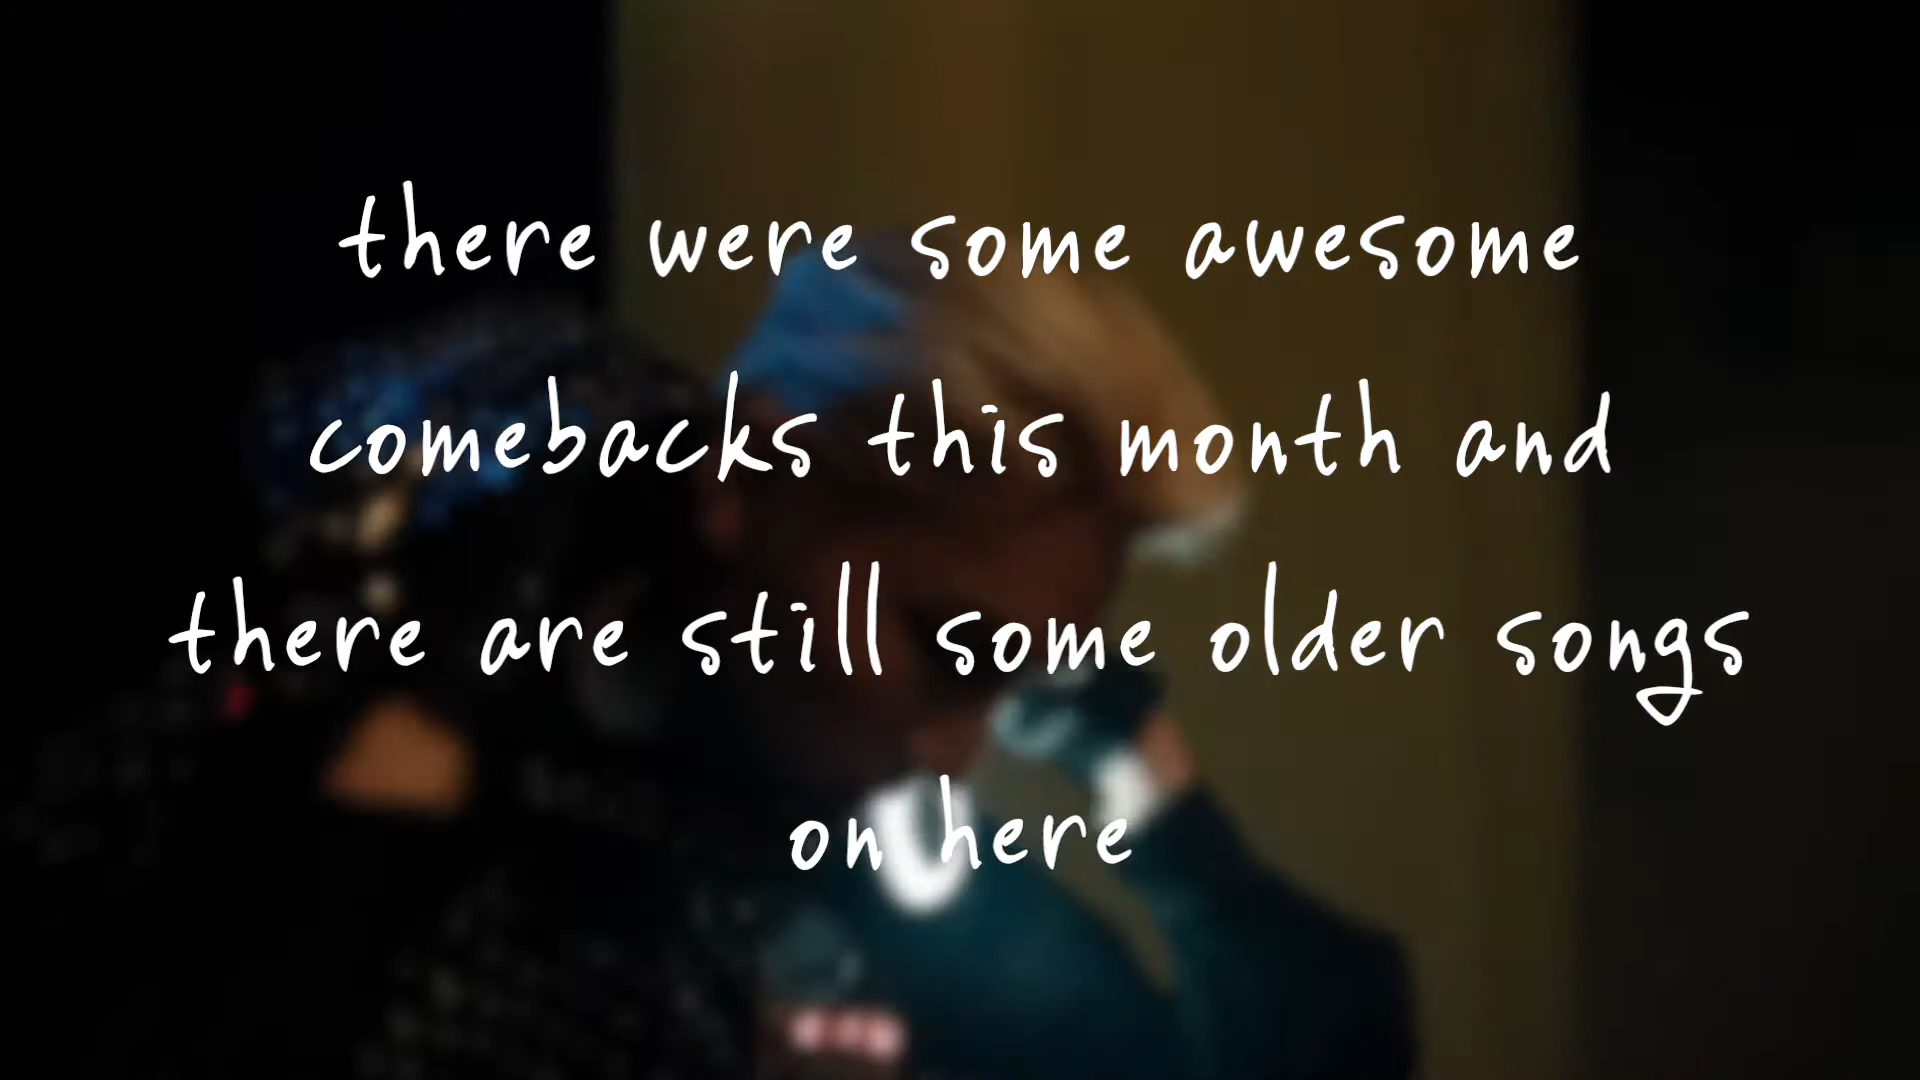 there were some awesome
comebacks this month and
there are still some older songs
on here